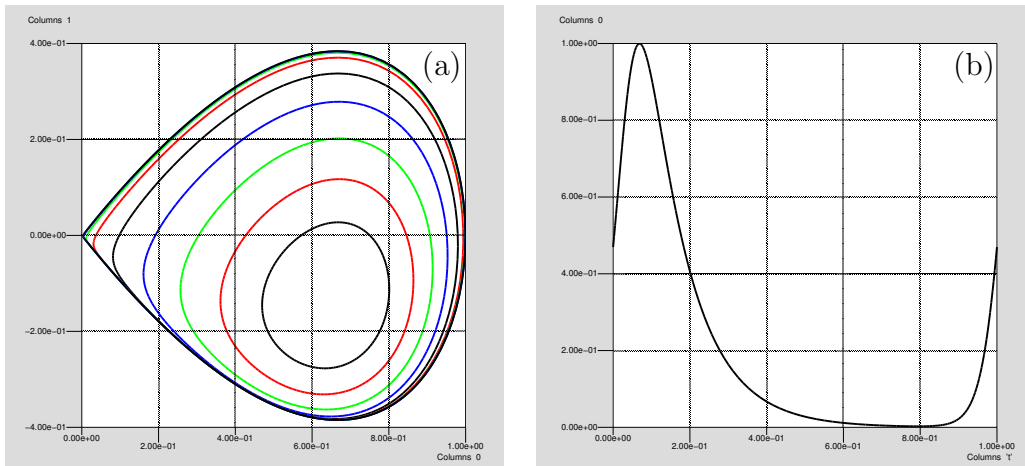 Columns 1
4.00e−01
2.00e−01
0.00e+00
−2.00e−01
−4.00e−01
0.00e+00 2.00e−01 4.00e−01 6.00e−01 8.00e−01 1.00e+00
Columns 0
(a)
Columns 0
1.00e+00
8.00e−01
6.00e−01
4.00e−01
2.00e−01
0.00e+00
0.00e+00 2.00e−01 4.00e−01 6.00e−01 8.00e−01 1.00e+00
Columns 't'
(b)